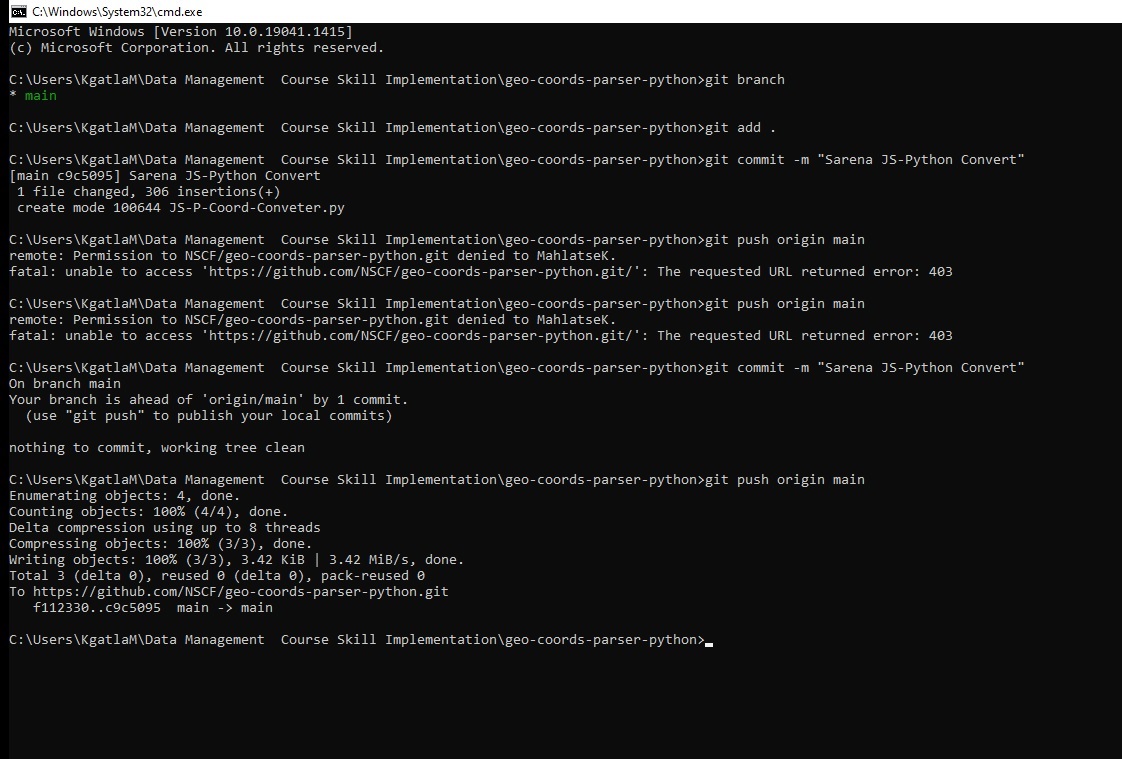 C:\Windows\System32\cmd.exe
Microsoft Windows [Version 10.0.19041.1415]
(c) Microsoft Corporation. All rights reserved.
C:\Users\KgatlaM\Data Management  Course Skill Implementation\geo-coords-parser-python>git branch
* main
C:\Users\KgatlaM\Data Management  Course Skill Implementation\geo-coords-parser-python>git add .
C:\Users\KgatlaM\Data Management  Course Skill Implementation\geo-coords-parser-python>git commit -m "Sarena JS-Python Convert"
[main c9c5095] Sarena JS-Python Convert
 1 file changed, 306 insertions(+)
 create mode 100644 JS-P-Coord-Conveter.py
C:\Users\KgatlaM\Data Management  Course Skill Implementation\geo-coords-parser-python>git push origin main
remote: Permission to NSCF/geo-coords-parser-python.git denied to MahlatseK.
fatal: unable to access 'https://github.com/NSCF/geo-coords-parser-python.git/': The requested URL returned error: 403
C:\Users\KgatlaM\Data Management  Course Skill Implementation\geo-coords-parser-python>git push origin main
remote: Permission to NSCF/geo-coords-parser-python.git denied to MahlatseK.
fatal: unable to access 'https://github.com/NSCF/geo-coords-parser-python.git/': The requested URL returned error: 403
C:\Users\KgatlaM\Data Management  Course Skill Implementation\geo-coords-parser-python>git commit -m "Sarena JS-Python Convert"
On branch main
Your branch is ahead of 'origin/main' by 1 commit.
  (use "git push" to publish your local commits)
nothing to commit, working tree clean
C:\Users\KgatlaM\Data Management  Course Skill Implementation\geo-coords-parser-python>git push origin main
Enumerating objects: 4, done.
Counting objects: 100% (4/4), done.
Delta compression using up to 8 threads
Compressing objects: 100% (3/3), done.
Writing objects: 100% (3/3), 3.42 KiB | 3.42 MiB/s, done.
Total 3 (delta 0), reused 0 (delta 0), pack-reused 0
To https://github.com/NSCF/geo-coords-parser-python.git
   f112330..c9c5095  main -> main
C:\Users\KgatlaM\Data Management  Course Skill Implementation\geo-coords-parser-python>